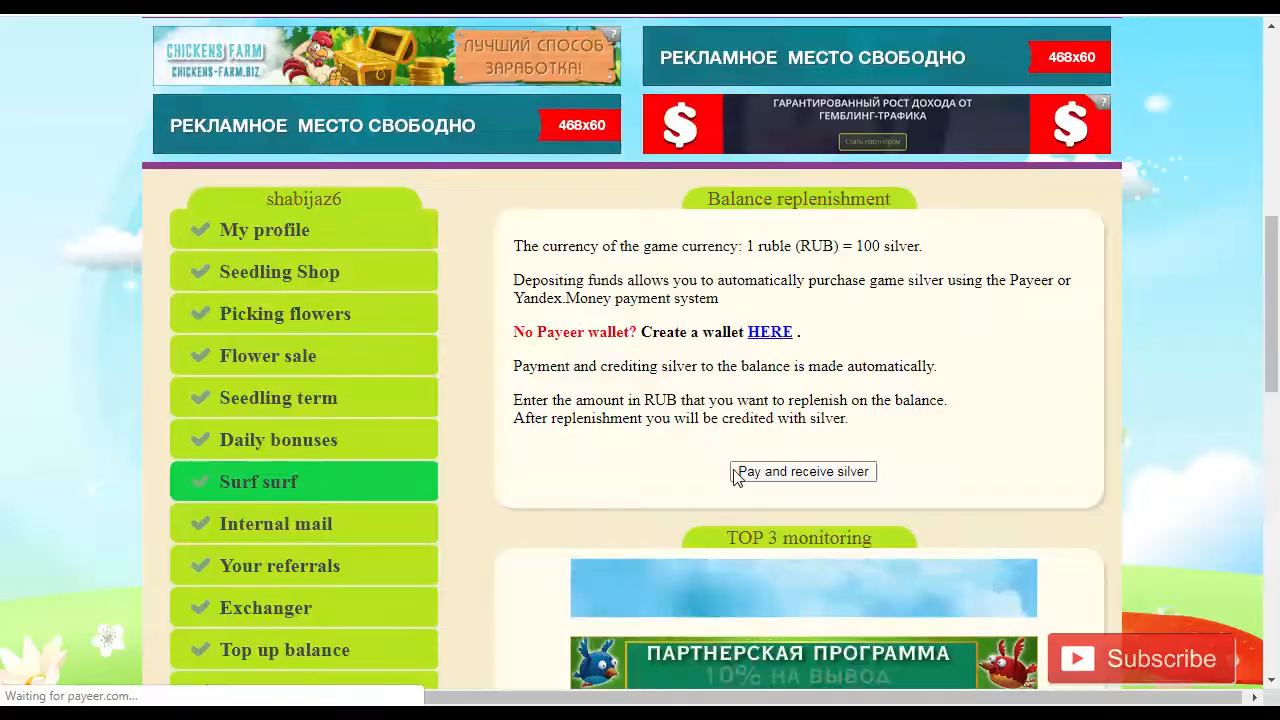 CHICKENS FARM
CHICKENS-FARM.BIZ
ЛУЧШИЙ СПОСОБ
ЗАРАБОТКА!
?
РЕКЛАМНОЕ МЕСТО СВОБОДНО
468x60
РЕКЛАМНОЕ МЕСТО СВОБОДНО
468x60
$
ГАРАНТИРОВАННЫЙ РОСТ ДОХОДА ОТ
ГЕМБЛИНГ-ТРАФИКА
Стать партнером
$
?
shabijaz6
My profile
Seedling Shop
Picking flowers
Flower sale
Seedling term
Daily bonuses
Surf surf
Internal mail
Your referrals
Exchanger
Top up balance
Balance replenishment
The currency of the game currency: 1 ruble (RUB) = 100 silver.
Depositing funds allows you to automatically purchase game silver using the Payeer or
Yandex.Money payment system
No Payeer wallet? Create a wallet HERE .
Payment and crediting silver to the balance is made automatically.
Enter the amount in RUB that you want to replenish on the balance.
After replenishment you will be credited with silver.
Pay and receive silver
TOP 3 monitoring
ПАРТНЕРСКАЯ ПРОГРАММА
10% НА ВЫВОД
Subscribe
Waiting for payeer.com...